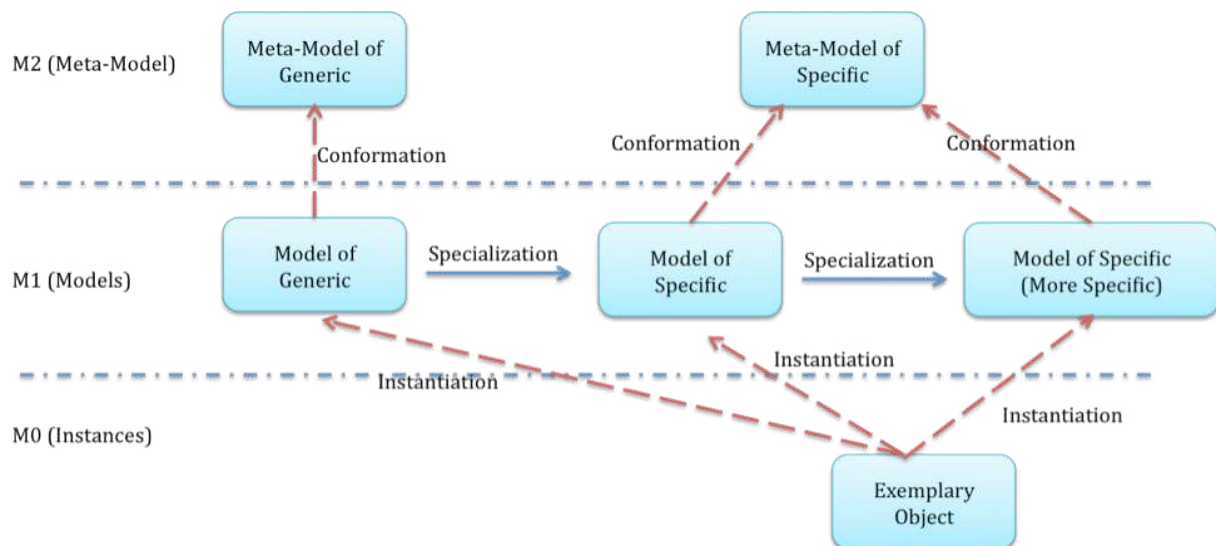 M2 (Meta-Model)
Meta-Model of
Generic
Meta-Model of
Specific
Conformation
Conformation
Conformation
M1 (Models)
Model of
Generic
Specialization
Model of
Specific
Specialization
Model of Specific
(More Specific)
Instantiation
Instantiation
Instantiation
M0 (Instances)
Exemplary
Object